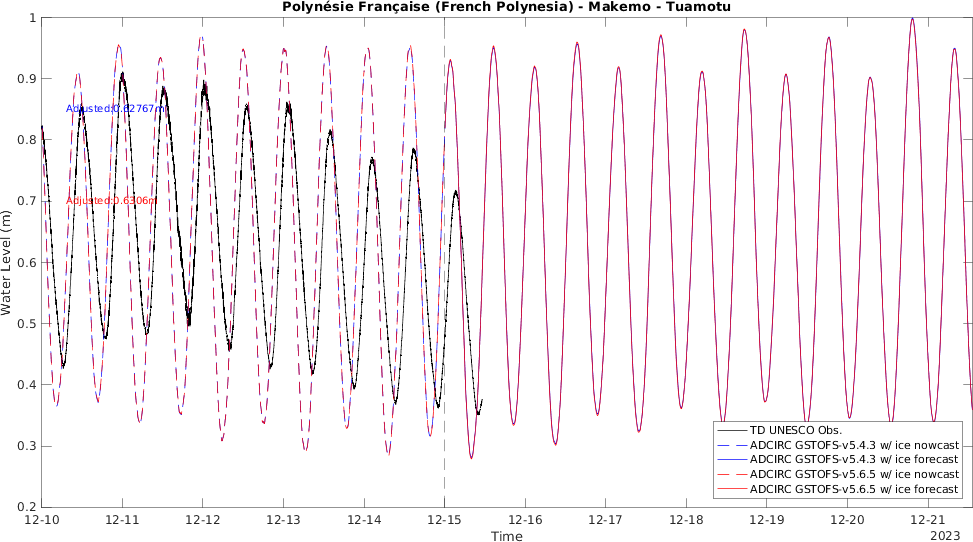 Polynésie Française (French Polynesia) - Makemo - Tuamotu
1
0.9
0.8
0.7
0.6
0.5
0.4
0.3
0.2
Water Level (m)
Adjusted:0.62767m
Adjusted:0.6306m
TD UNESCO Obs.
ADCIRC GSTOFS-v5.4.3 w/ ice nowcast
ADCIRC GSTOFS-v5.4.3 w/ ice forecast
ADCIRC GSTOFS-v5.6.5 w/ ice nowcast
ADCIRC GSTOFS-v5.6.5 w/ ice forecast
12-10 12-11 12-12 12-13 12-14 12-15 12-16 12-17 12-18 12-19 12-20 12-21
2023
Time